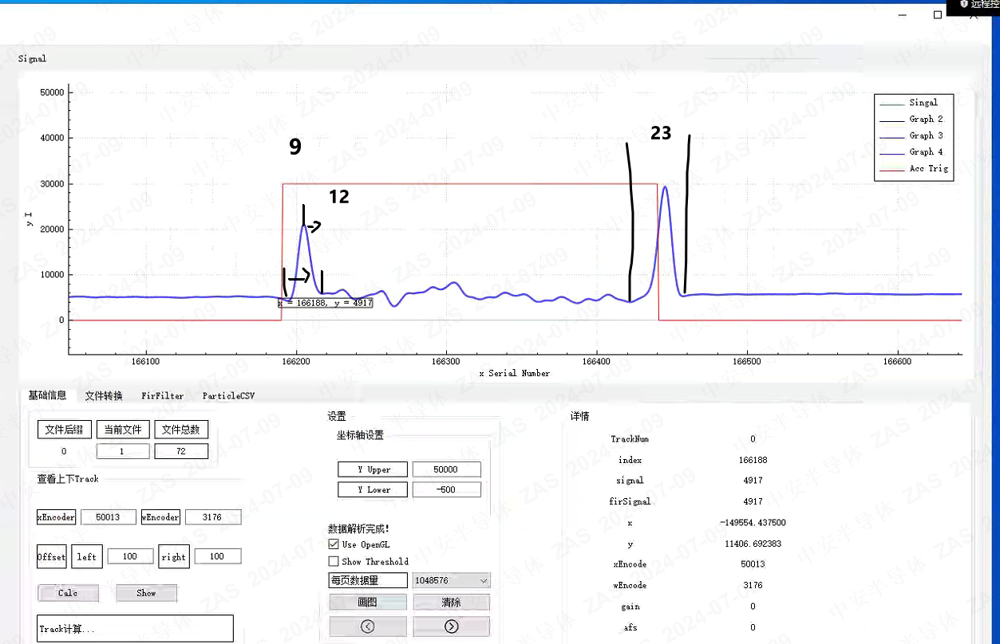 远程控
Signal
50000
40000
30000
20000
10000
0
y I
9
12
23
x = 166188, y = 4917
Singal
Graph 2
Graph 3
Graph 4
Acc Trig
166100
166200
166300
166400
166500
166600
x Serial Number
基础信息 文件转换 FirFilter ParticleCSV
文件后缀 当前文件 文件总数
0 1 72
查看上下Track
xEncoder 50013 wEncoder 3176
Offset left 100 right 100
Calc Show
Track计算...
设置
坐标轴设置
Y Upper 50000
Y Lower -500
数据解析完成!
Use OpenGL
Show Threshold
每页数据量 1048576
画图 清除
详情
TrackNum 0
index 166188
signal 4917
firSignal 4917
x -149554.437500
y 11406.692383
xEncode 50013
wEncode 3176
gain 0
afs 0
中安半导体 ZAS 2024-07-09